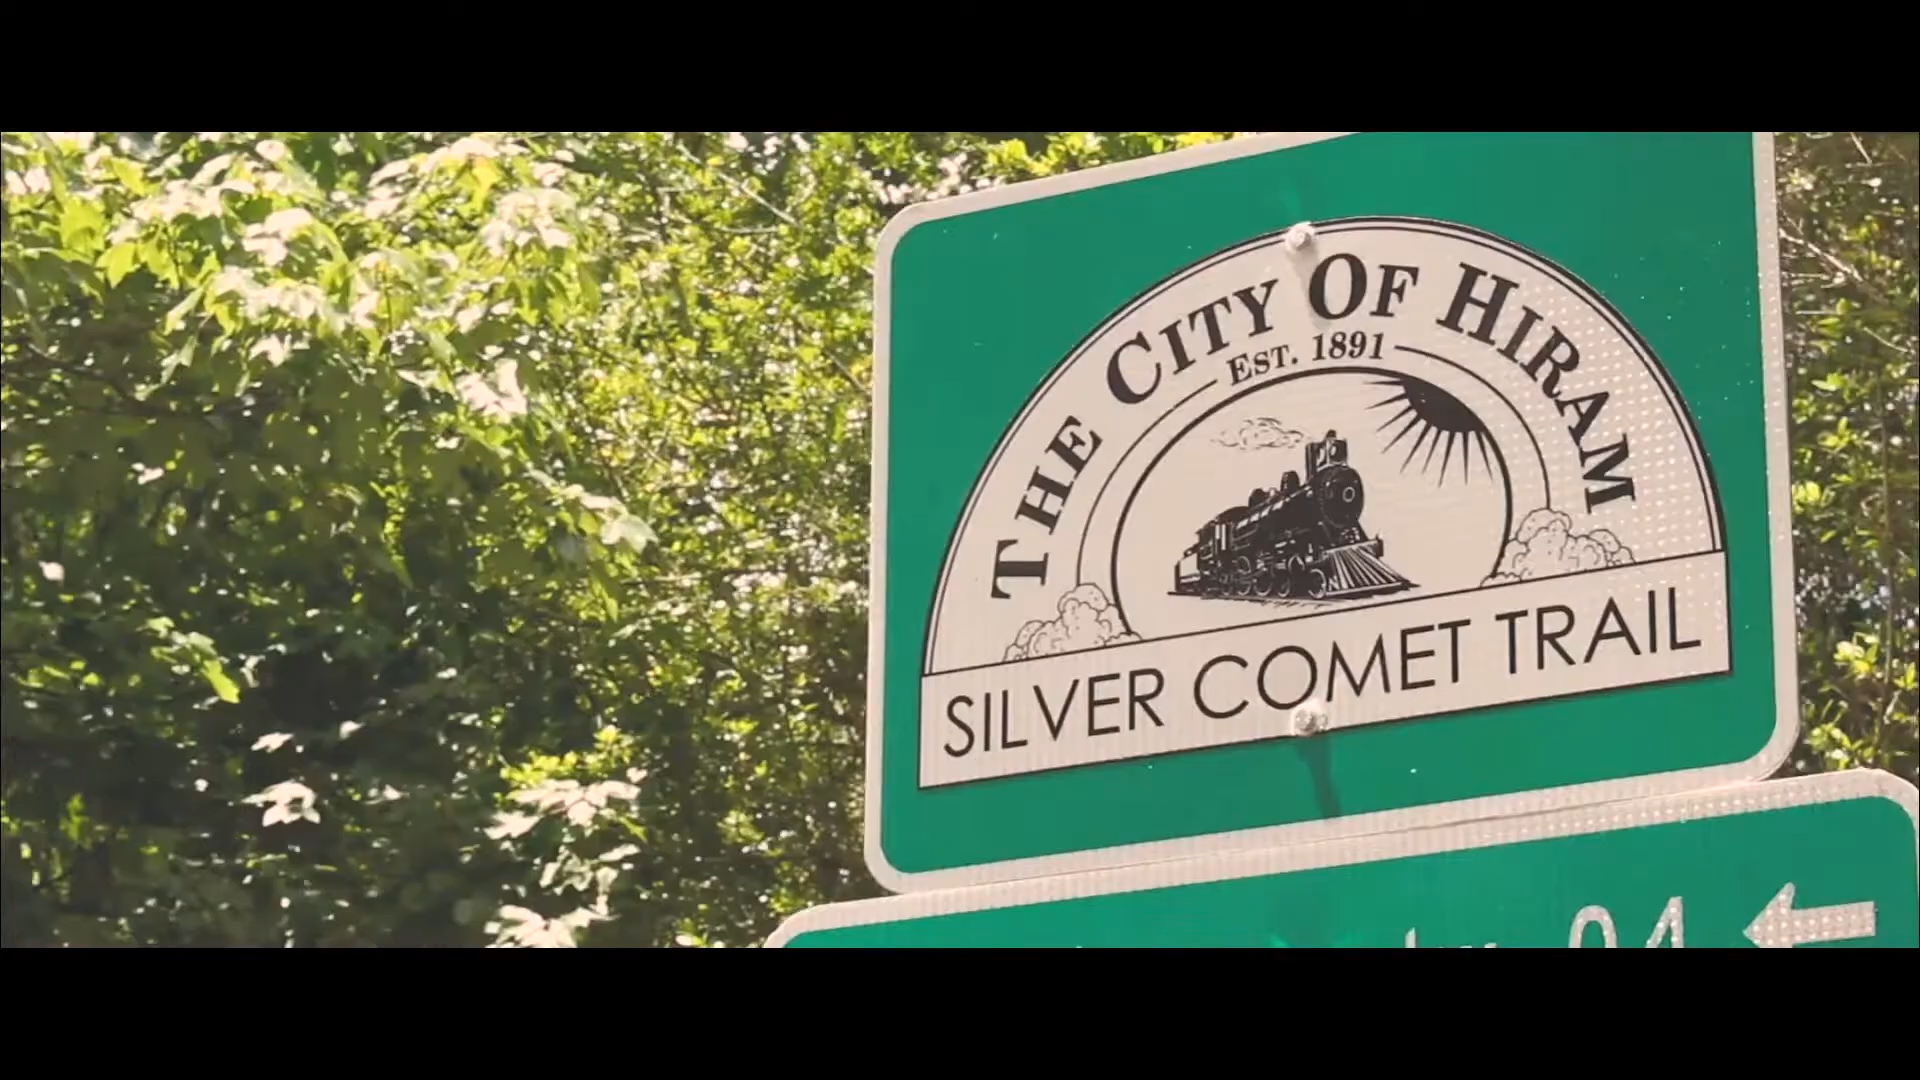 THE CITY OF HIRAM
EST. 1891
SILVER COMET TRAIL